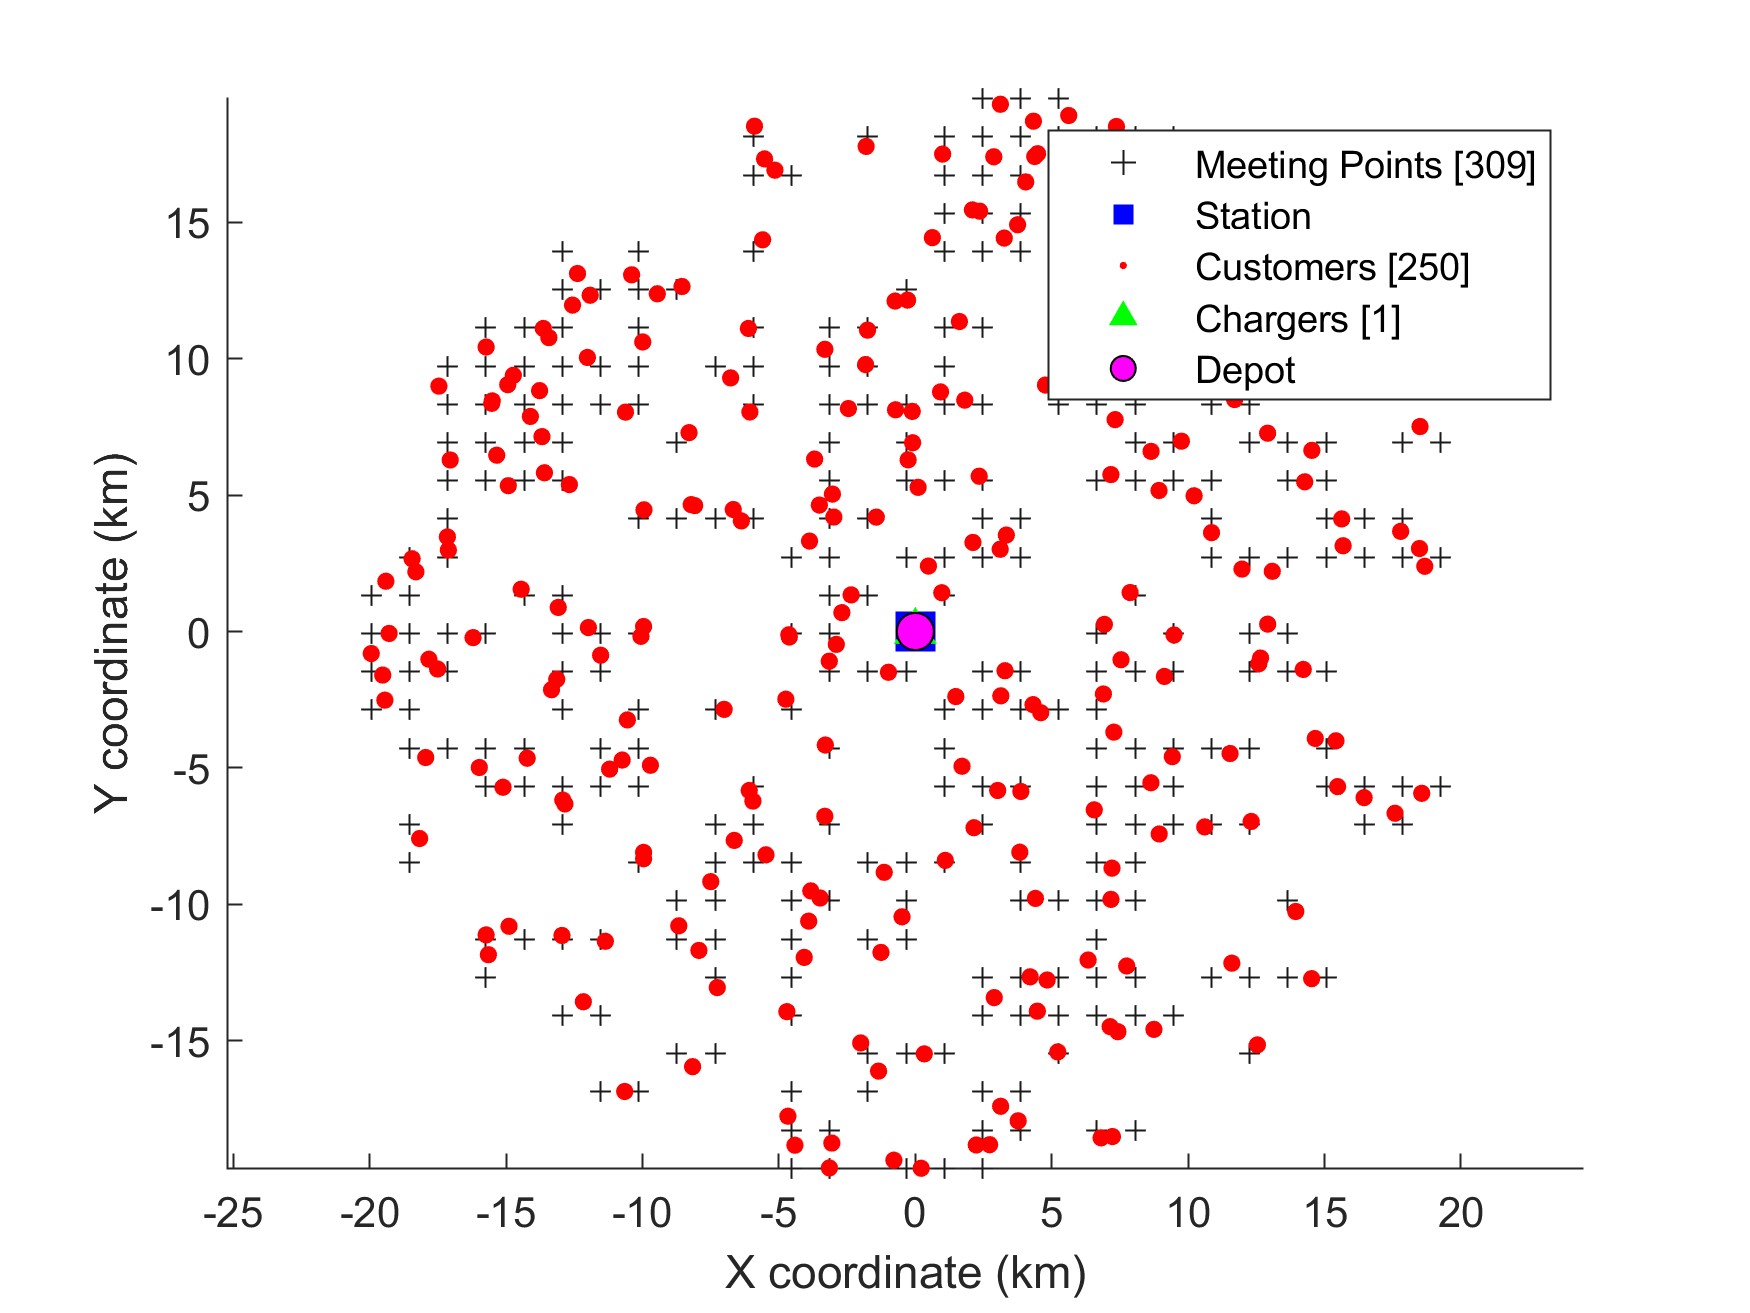 Meeting Points [309]
Station
Customers [250]
Chargers [1]
Depot
15
10
5
0
-5
-10
-15
Y coordinate (km)
-25 -20 -15 -10 -5 0 5 10 15 20
X coordinate (km)